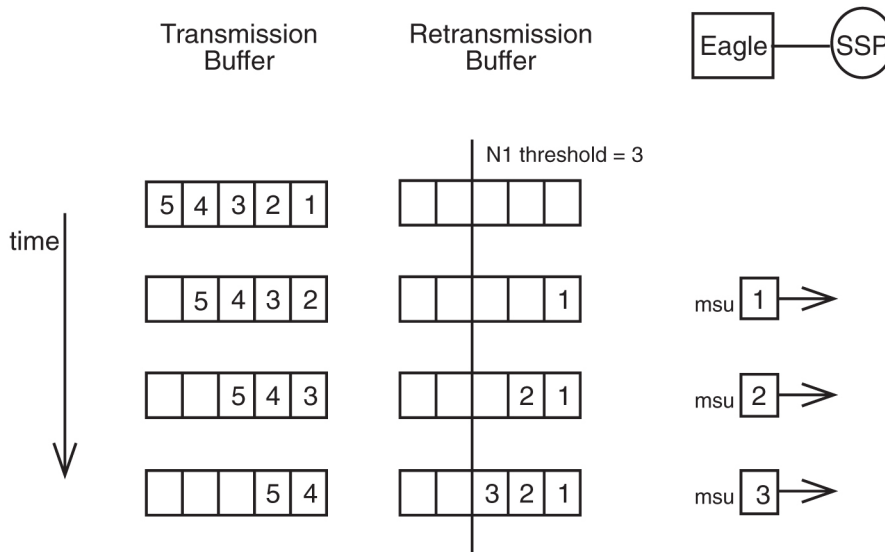 Transmission
Buffer
Retransmission
Buffer
Eagle
SSP
N1 threshold = 3
time
5 4 3 2 1
5 4 3 2
1
msu 1
5 4 3
2 1
msu 2
5 4
3 2 1
msu 3